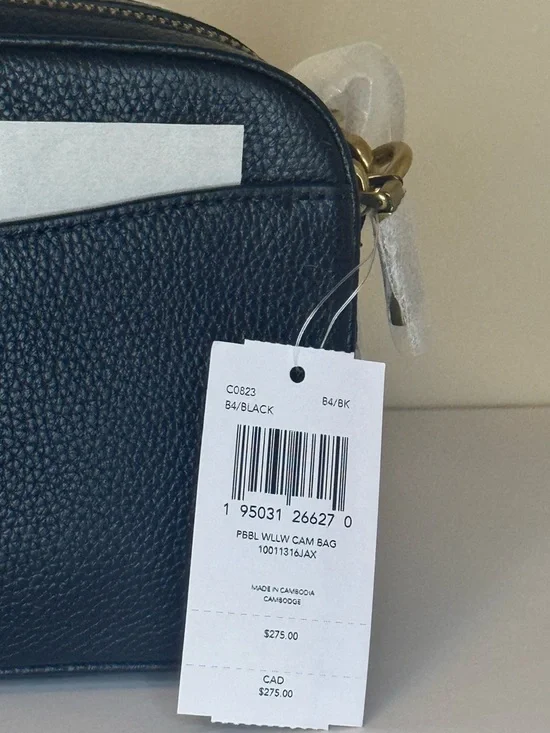 C0823
B4/BLACK B4/BK
1 95031 26627 0
PBBL WLLW CAM BAG
10011316JAX
MADE IN CAMBODIA
CAMBODGE
$275.00
CAD
$275.00